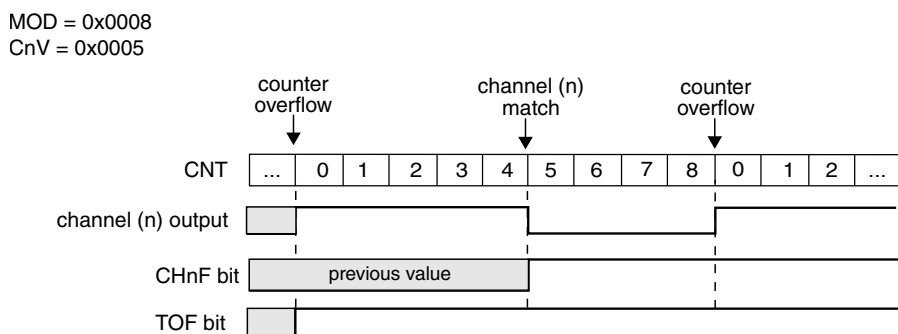 MOD = 0x0008
CnV = 0x0005
counter overflow
channel (n) match
counter overflow
CNT ... 0 1 2 3 4 5 6 7 8 0 1 2 ...
channel (n) output
CHnF bit previous value
TOF bit